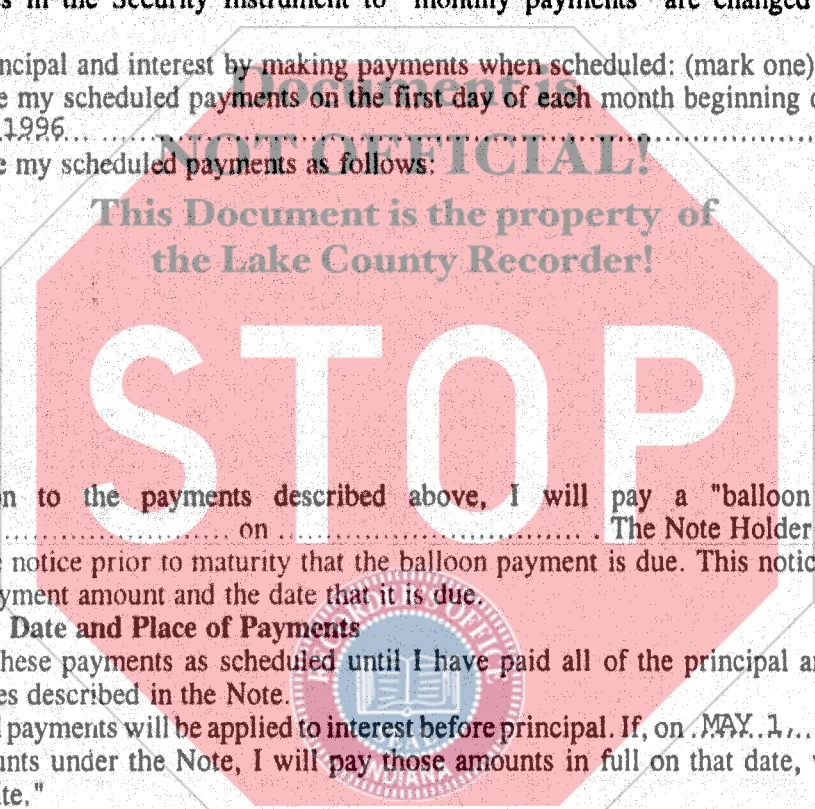 s in the Security Instrument to "monthly payments" are changed
ncipal and interest by making payments when scheduled: (mark one)
e my scheduled payments on the first day of each month beginning
1996
e my scheduled payments as follows:
Document is
NOT OFFICIAL!
This Document is the property of
the Lake County Recorder!
STOP
on to the payments described above, I will pay a "balloon
.............................. on .................................... . The Note Holder
e notice prior to maturity that the balloon payment is due. This notic
yment amount and the date that it is due.
Date and Place of Payments
hese payments as scheduled until I have paid all of the principal a
es described in the Note.
payments will be applied to interest before principal. If, on .MAY.1,..
unts under the Note, I will pay those amounts in full on that date,
te."
RECORDER'S OFFICE
INDIANA